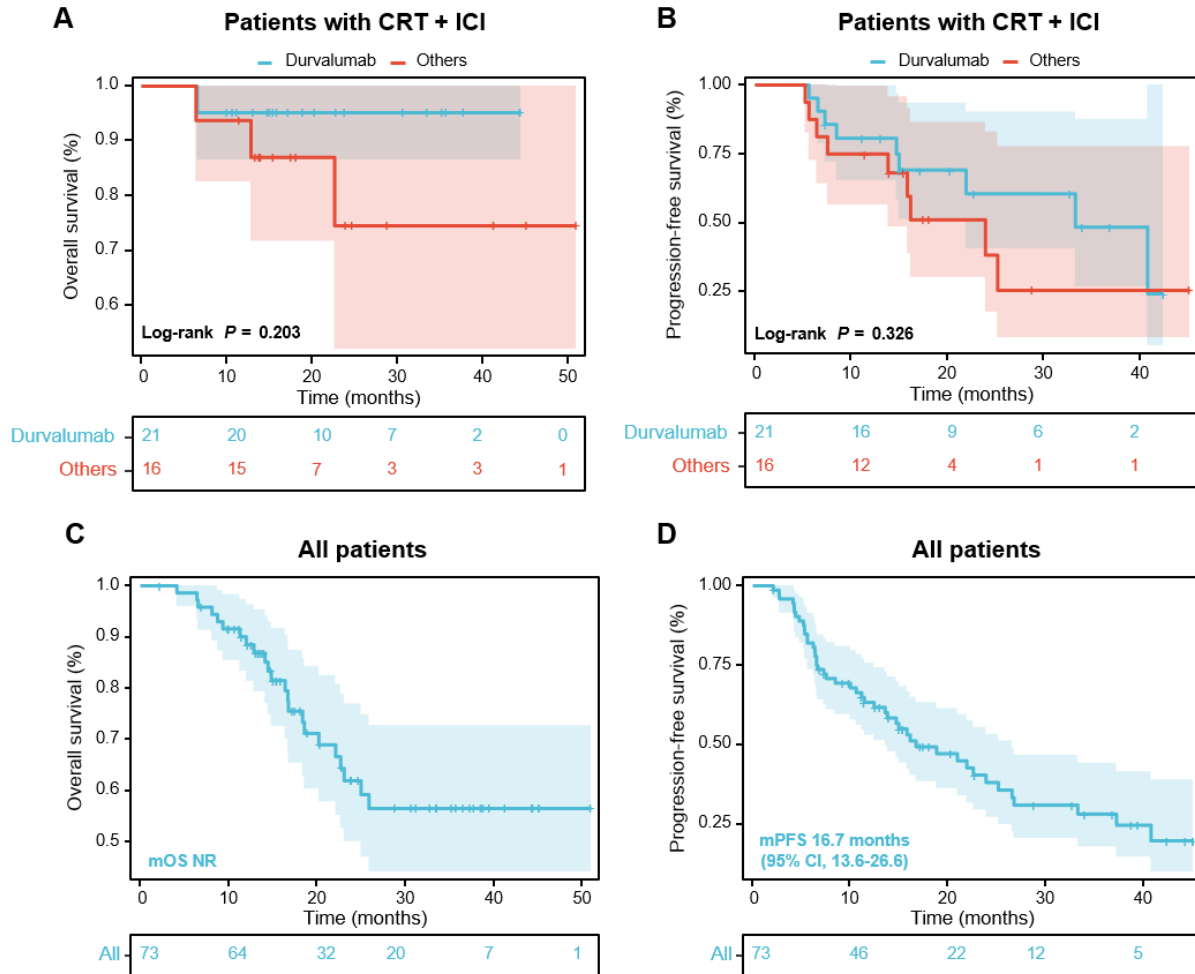 A
Patients with CRT + ICI
Durvalumab Others
Overall survival (%)
1.0
0.9
0.8
0.7
0.6
Log-rank P = 0.203
0 10 20 30 40 50
Time (months)
Durvalumab 21 20 10 7 2 0
Others 16 15 7 3 3 1
B
Patients with CRT + ICI
Durvalumab Others
Progression-free survival (%)
1.00
0.75
0.50
0.25
Log-rank P = 0.326
0 10 20 30 40
Time (months)
Durvalumab 21 16 9 6 2
Others 16 12 4 1 1
C
All patients
Overall survival (%)
1.0
0.9
0.8
0.7
0.6
0.5
mOS NR
0 10 20 30 40 50
Time (months)
All 73 64 32 20 7 1
D
All patients
Progression-free survival (%)
1.00
0.75
0.50
0.25
mPFS 16.7 months
(95% CI, 13.6-26.6)
0 10 20 30 40
Time (months)
All 73 46 22 12 5